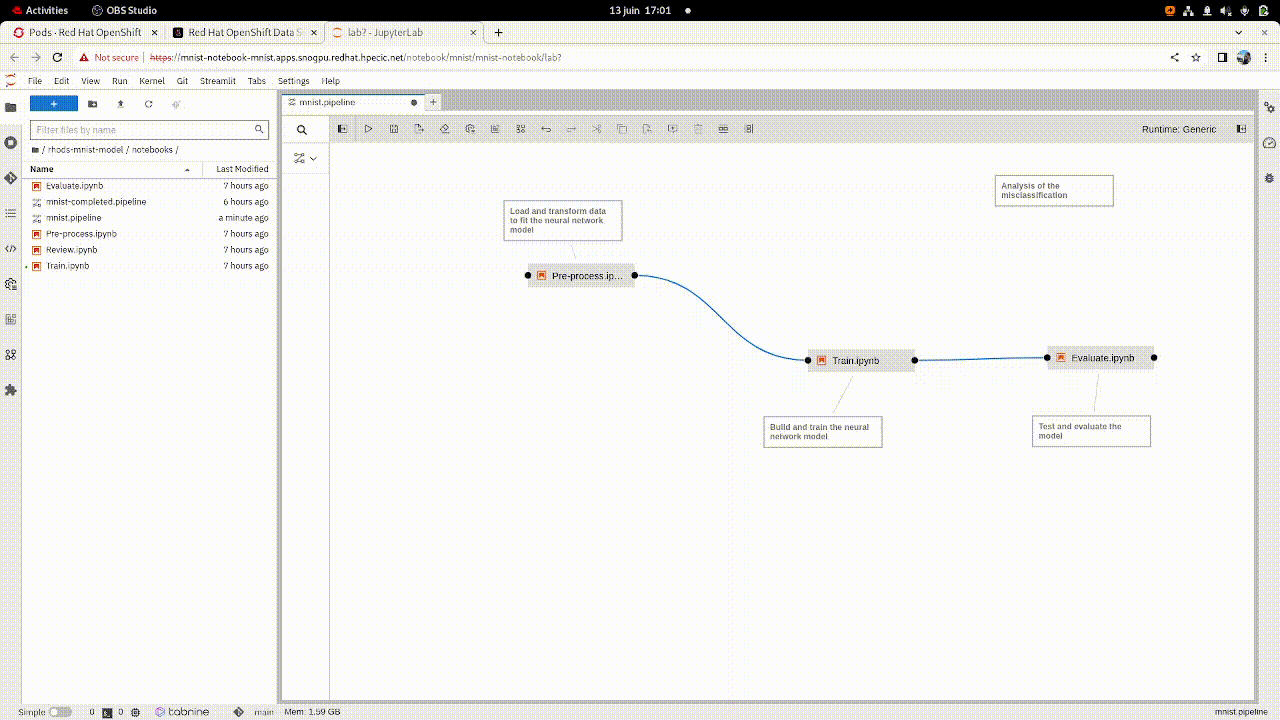 Activities
OBS Studio
13 juin 17:01
Pods · Red Hat OpenShift
Red Hat OpenShift Data S
lab? - JupyterLab
Not secure
https://mnist-notebook-mnist.apps.snogpu.redhat.hpecic.net/notebook/mnist/mnist-notebook/lab?
File Edit View Run Kernel Git Streamlit Tabs Settings Help
mnist.pipeline
Filter files by name
Runtime: Generic
/ rhods-mnist-model / notebooks /
Name Last Modified
Evaluate.ipynb 7 hours ago
mnist-completed.pipeline 6 hours ago
mnist.pipeline a minute ago
Pre-process.ipynb 7 hours ago
Review.ipynb 7 hours ago
Train.ipynb 7 hours ago
Analysis of the
misclassification
Load and transform data
to fit the neural network
model
Pre-process.ip...
Train.ipynb
Evaluate.ipynb
Build and train the neural
network model
Test and evaluate the
model
Simple 0 0 tabnine main Mem: 1.59 GB mnist.pipeline